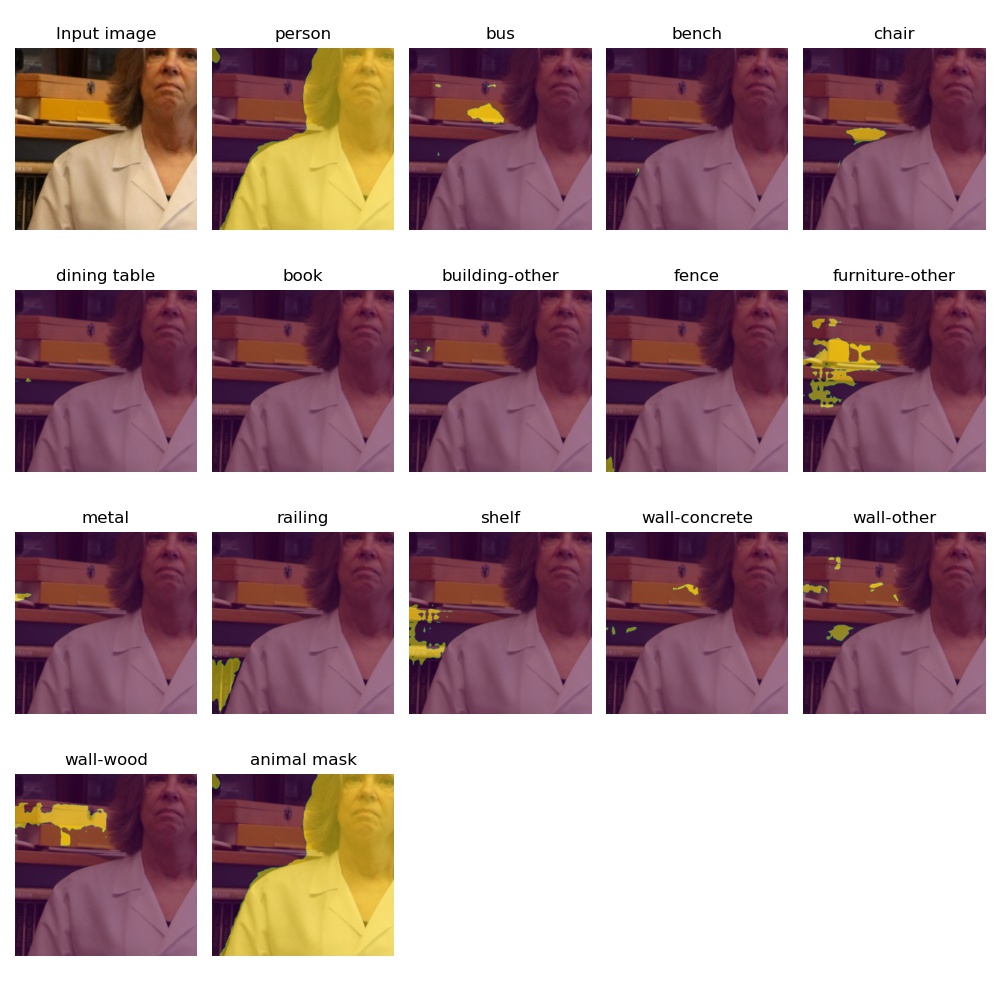 Input image person bus bench chair
dining table book building-other fence furniture-other
metal railing shelf wall-concrete wall-other
wall-wood animal mask